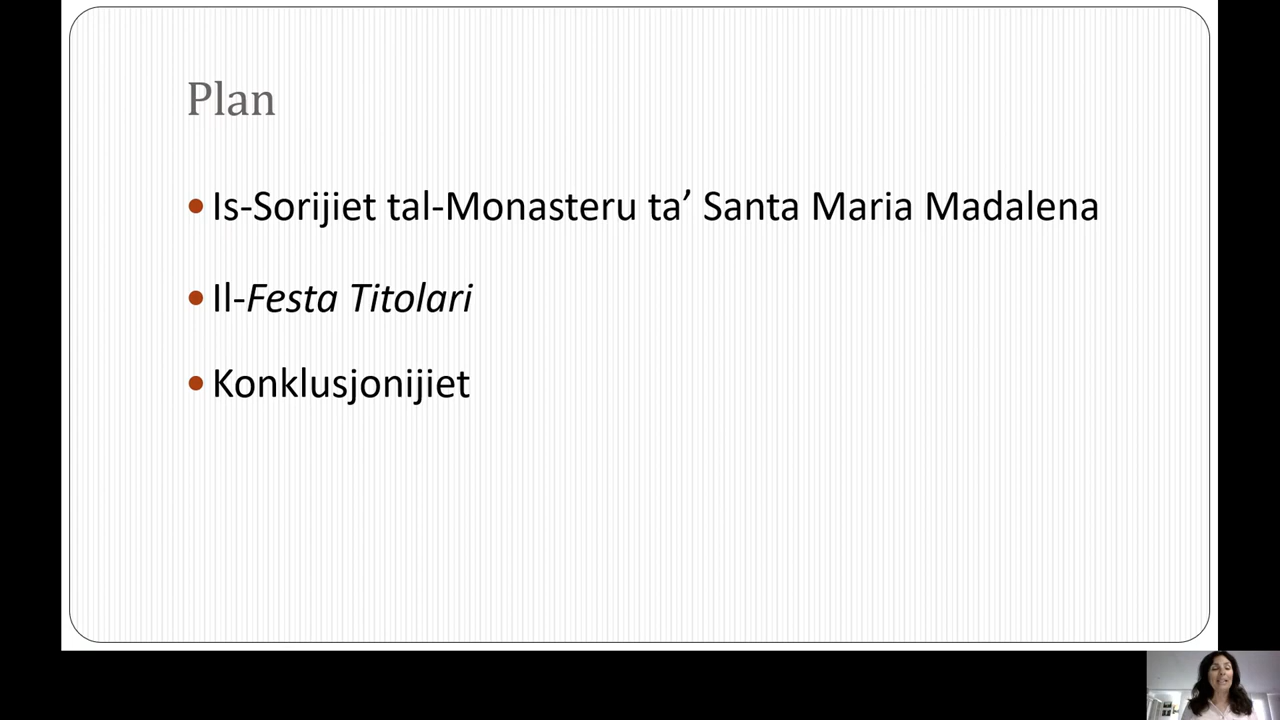 Plan
Is-Sorijiet tal-Monasteru ta’ Santa Maria Madalena
Il-Festa Titolari
Konklusjonijiet